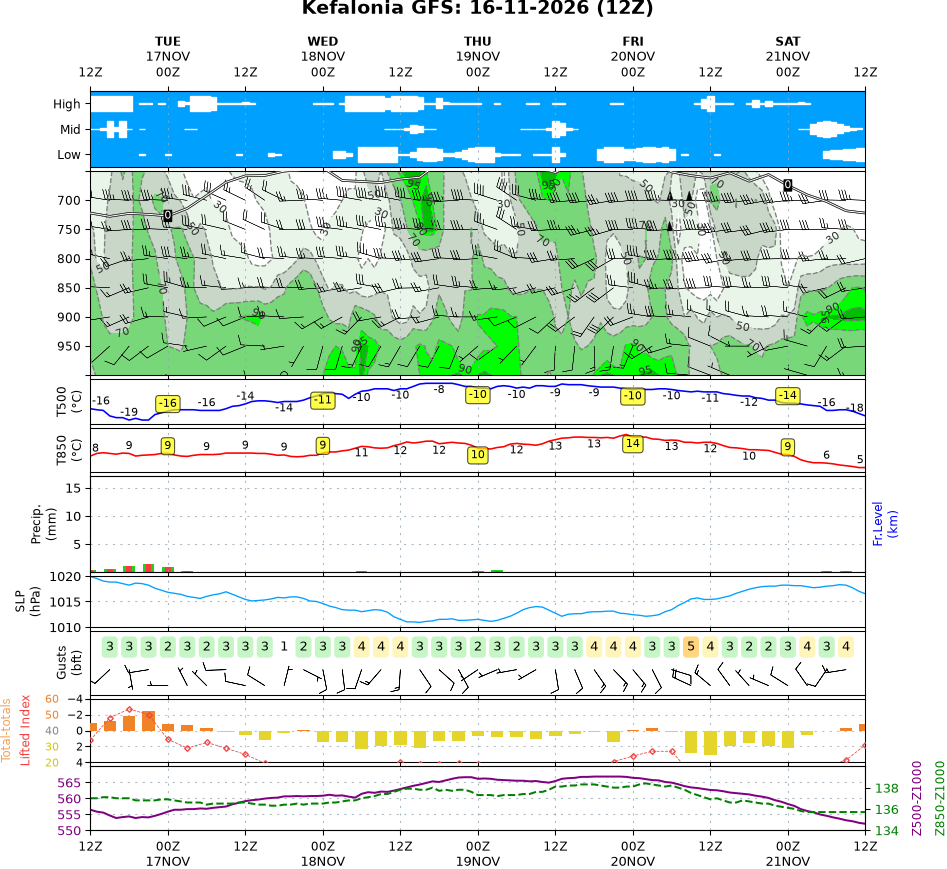 Kefalonia GFS: 16-11-2026 (12Z)
TUE WED THU FRI SAT
17NOV 18NOV 19NOV 20NOV 21NOV
12Z 00Z 12Z 00Z 12Z 00Z 12Z 00Z 12Z 00Z 12Z
High
Mid
Low
700
750
800
850
900
950
0 0
T500
(°C)
-16 -19 -16 -16 -14 -14 -11 -10 -10 -8 -10 -10 -9 -9 -10 -10 -11 -12 -14 -16 -18
T850
(°C)
8 9 9 9 9 9 9 11 12 12 10 12 13 13 14 13 12 10 9 6 5
Precip.
(mm)
15
10
5
Fr.Level
(km)
SLP
(hPa)
1020
1015
1010
Gusts
(bft)
3 3 3 2 3 2 3 3 3 1 2 3 3 4 4 4 3 3 3 2 3 2 3 3 3 4 4 4 3 3 5 4 3 2 2 3 4 3 4
Total-totals
Lifted Index
60 −4
50 −2
40 0
30 2
20 4
565
560
555
550
138
136
134
Z500-Z1000
Z850-Z1000
12Z 00Z 12Z 00Z 12Z 00Z 12Z 00Z 12Z 00Z 12Z
17NOV 18NOV 19NOV 20NOV 21NOV